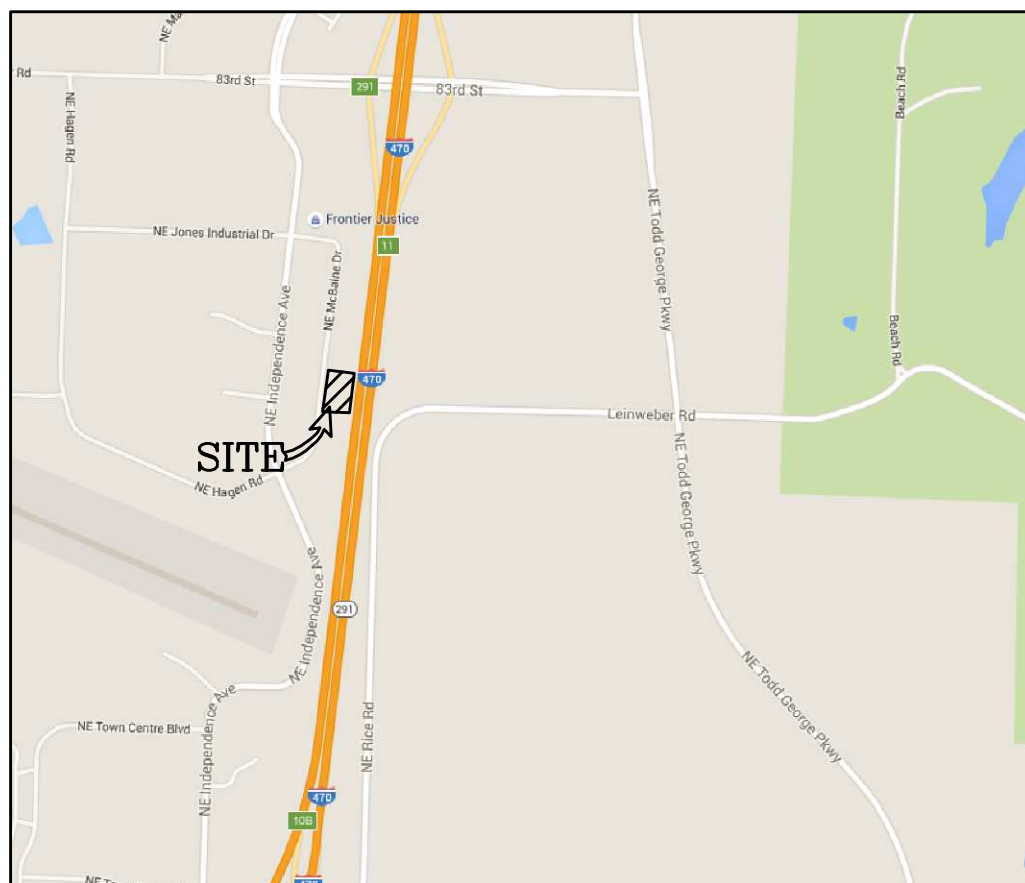 NE Ma
Rd
83rd St
291
83rd St
470
NE Hagen Rd
Beach Rd
Frontier Justice
NE Jones Industrial Dr
11
NE McBaine Dr
NE Todd George Pkwy
NE Independence Ave
Beach Rd
470
Leinweber Rd
SITE
NE Todd George Pkwy
NE Hagen Rd
NE Independence Ave
291
NE Todd George Pkwy
NE Independence Ave
NE Town Centre Blvd
NE Rice Rd
470
10B
470